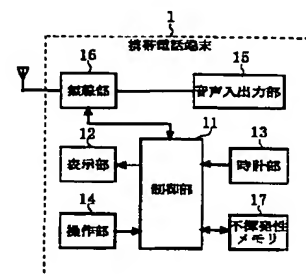 1
携帯電話端末
16
無線部
15
音声入出力部
12
表示部
11
制御部
13
時計部
14
操作部
17
不揮発性
メモリ